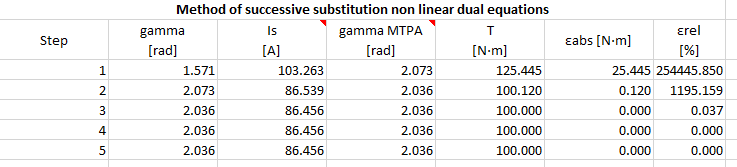 Method of successive substitution non linear dual equations
Step gamma [rad] Is [A] gamma MTPA [rad] T [N·m] εabs [N·m] εrel [%]
1 1.571 103.263 2.073 125.445 25.445 254445.850
2 2.073 86.539 2.036 100.120 0.120 1195.159
3 2.036 86.456 2.036 100.000 0.000 0.037
4 2.036 86.456 2.036 100.000 0.000 0.000
5 2.036 86.456 2.036 100.000 0.000 0.000